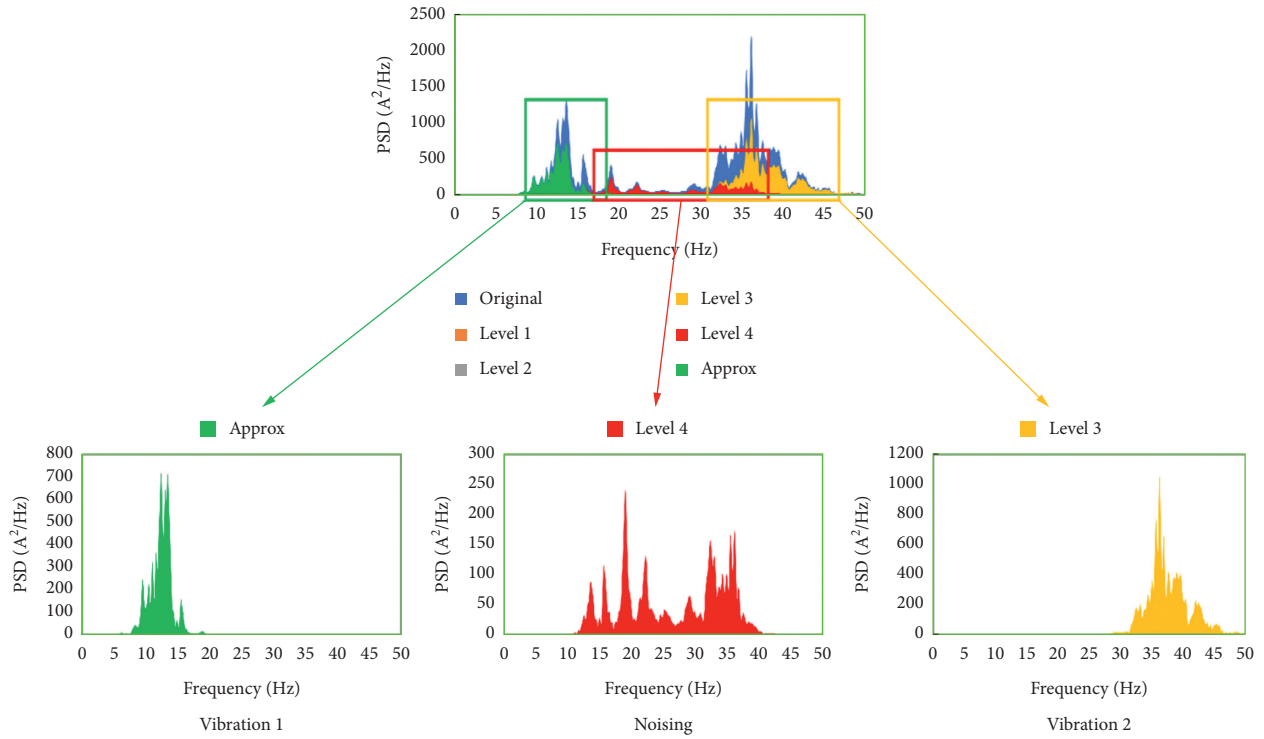 2500
2000
1500
1000
500
0
PSD (A²/Hz)
0 5 10 15 20 25 30 35 40 45 50
Frequency (Hz)
Original
Level 1
Level 2
Level 3
Level 4
Approx
Approx
800
700
600
500
400
300
200
100
0
PSD (A²/Hz)
0 5 10 15 20 25 30 35 40 45 50
Frequency (Hz)
Vibration 1
Level 4
300
250
200
150
100
50
0
PSD (A²/Hz)
0 5 10 15 20 25 30 35 40 45 50
Frequency (Hz)
Noising
Level 3
1200
1000
800
600
400
200
0
PSD (A²/Hz)
0 5 10 15 20 25 30 35 40 45 50
Frequency (Hz)
Vibration 2